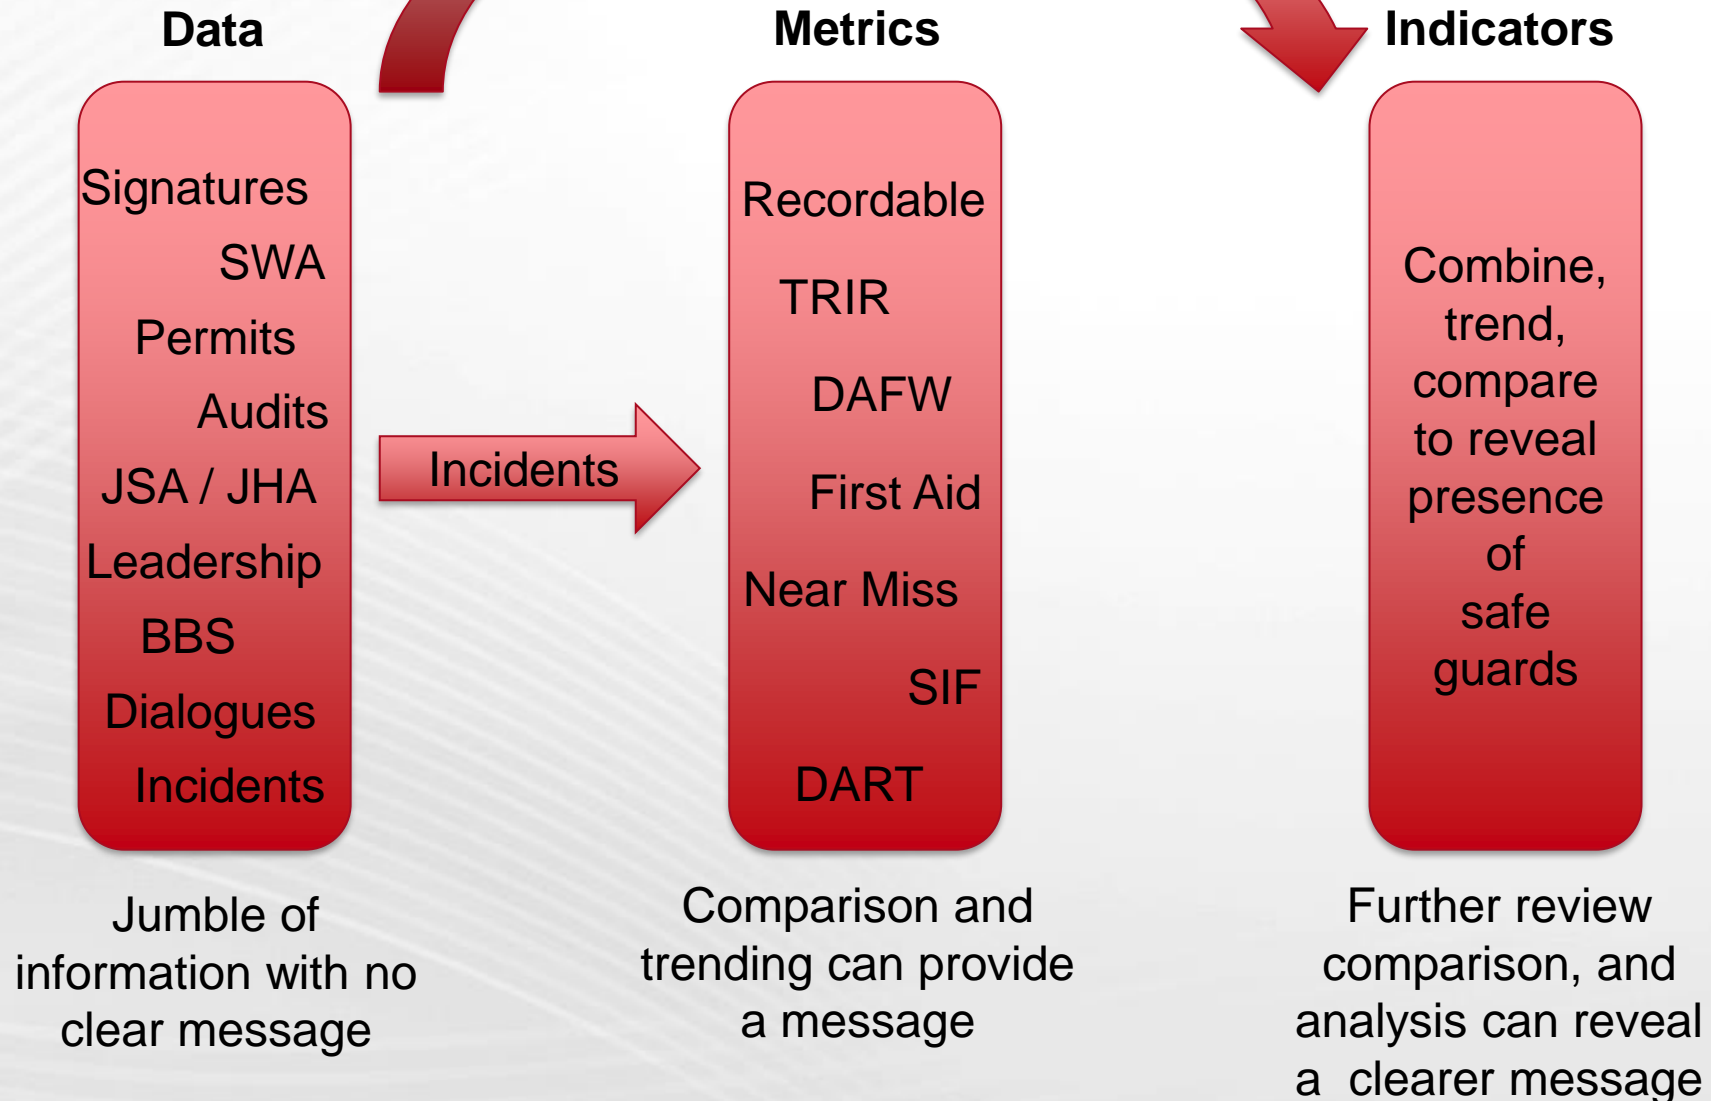 Data
Signatures
SWA
Permits
Audits
JSA / JHA
Leadership
BBS
Dialogues
Incidents
Jumble of
information with no
clear message
Incidents
Metrics
Recordable
TRIR
DAFW
First Aid
Near Miss
SIF
DART
Comparison and
trending can provide
a message
Indicators
Combine,
trend,
compare
to reveal
presence
of
safe
guards
Further review
comparison, and
analysis can reveal
a clearer message